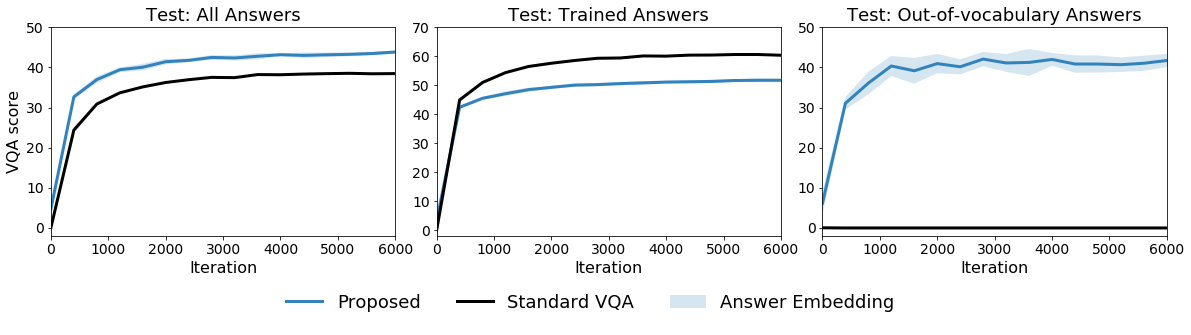 Test: All Answers
Test: Trained Answers
Test: Out-of-vocabulary Answers
VQA score
50
40
30
20
10
0
0 1000 2000 3000 4000 5000 6000
Iteration
70
60
50
40
30
20
10
0
0 1000 2000 3000 4000 5000 6000
Iteration
50
40
30
20
10
0
0 1000 2000 3000 4000 5000 6000
Iteration
Proposed Standard VQA Answer Embedding